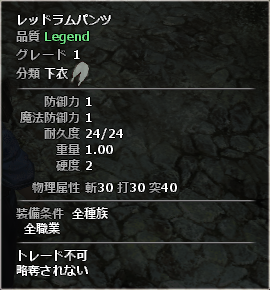 レッドラムパンツ
品質 Legend
グレード 1
分類 下衣
防御力 1
魔法防御力 1
耐久度 24/24
重量 1.00
硬度 2
物理属性 斬30 打30 突40
装備条件 全種族
全職業
トレード不可
略奪されない